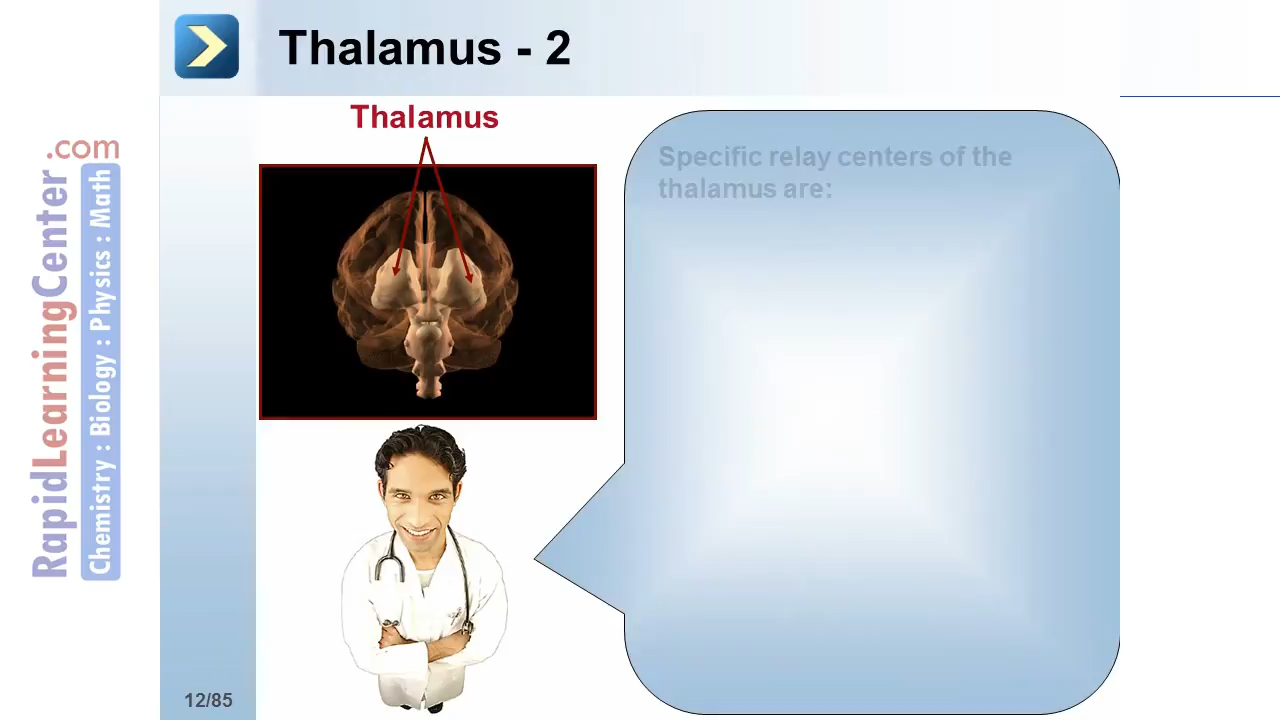 Thalamus - 2
Thalamus
Specific relay centers of the
thalamus are:
RapidLearningCenter.com
Chemistry : Biology : Physics : Math
12/85